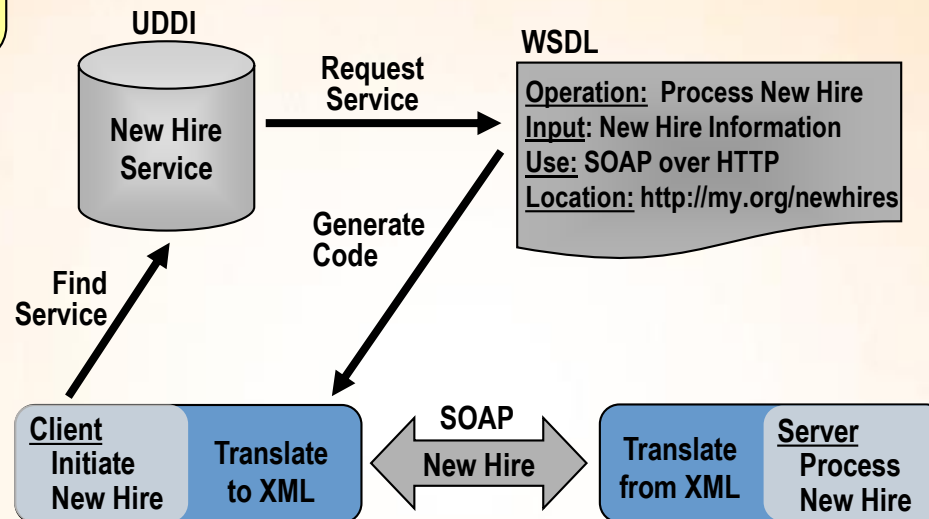 UDDI
New Hire
Service
Request
Service
WSDL
Operation: Process New Hire
Input: New Hire Information
Use: SOAP over HTTP
Location: http://my.org/newhires
Generate
Code
Find
Service
Client
Initiate
New Hire
Translate
to XML
SOAP
New Hire
Translate
from XML
Server
Process
New Hire